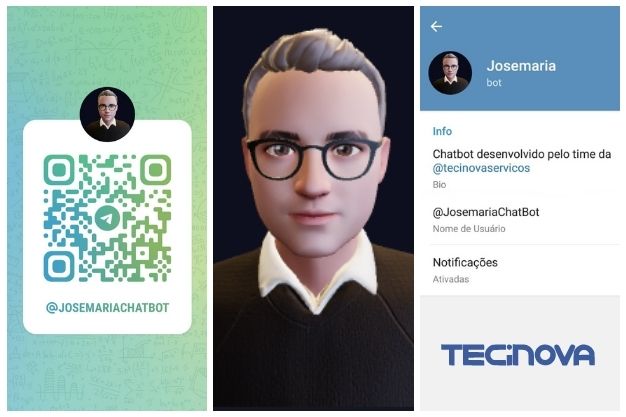 @JOSEMARIACHATBOT
Josemaria
bot
Info
Chatbot desenvolvido pelo time da
@tecinovaservicos
Bio
@JosemariaChatBot
Nome de Usuário
Notificações
Ativadas
TECINOVA